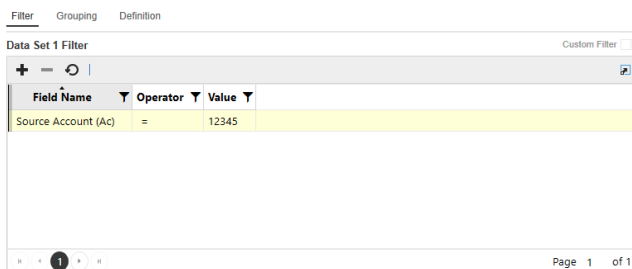 Filter Grouping Definition
Data Set 1 Filter Custom Filter
Field Name Operator Value
Source Account (Ac) = 12345
1 Page 1 of 1